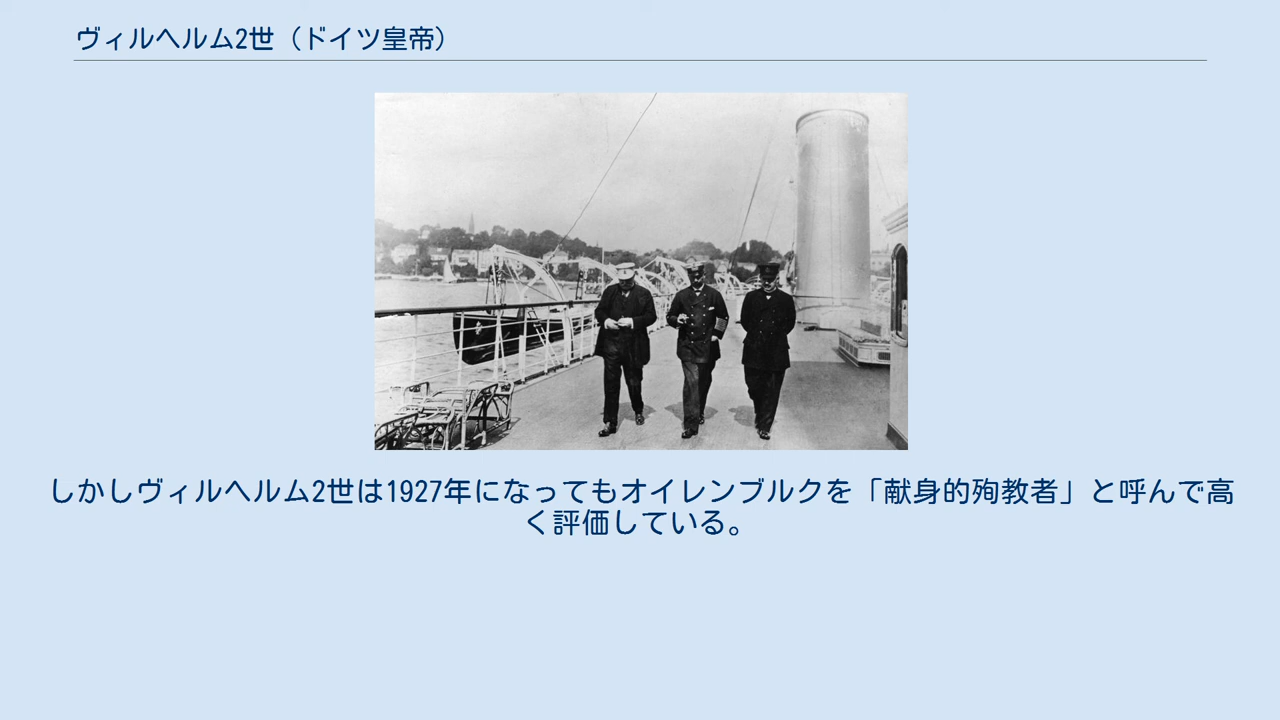 ヴィルヘルム2世（ドイツ皇帝）
しかしヴィルヘルム2世は1927年になってもオイレンブルクを「献身的殉教者」と呼んで高
く評価している。